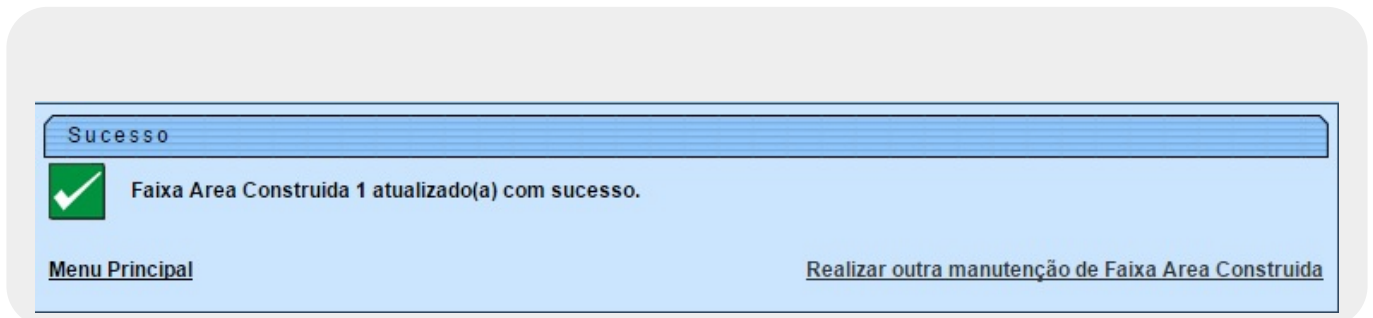 Sucesso
Faixa Area Construida 1 atualizado(a) com sucesso.
Menu Principal
Realizar outra manutenção de Faixa Area Construida